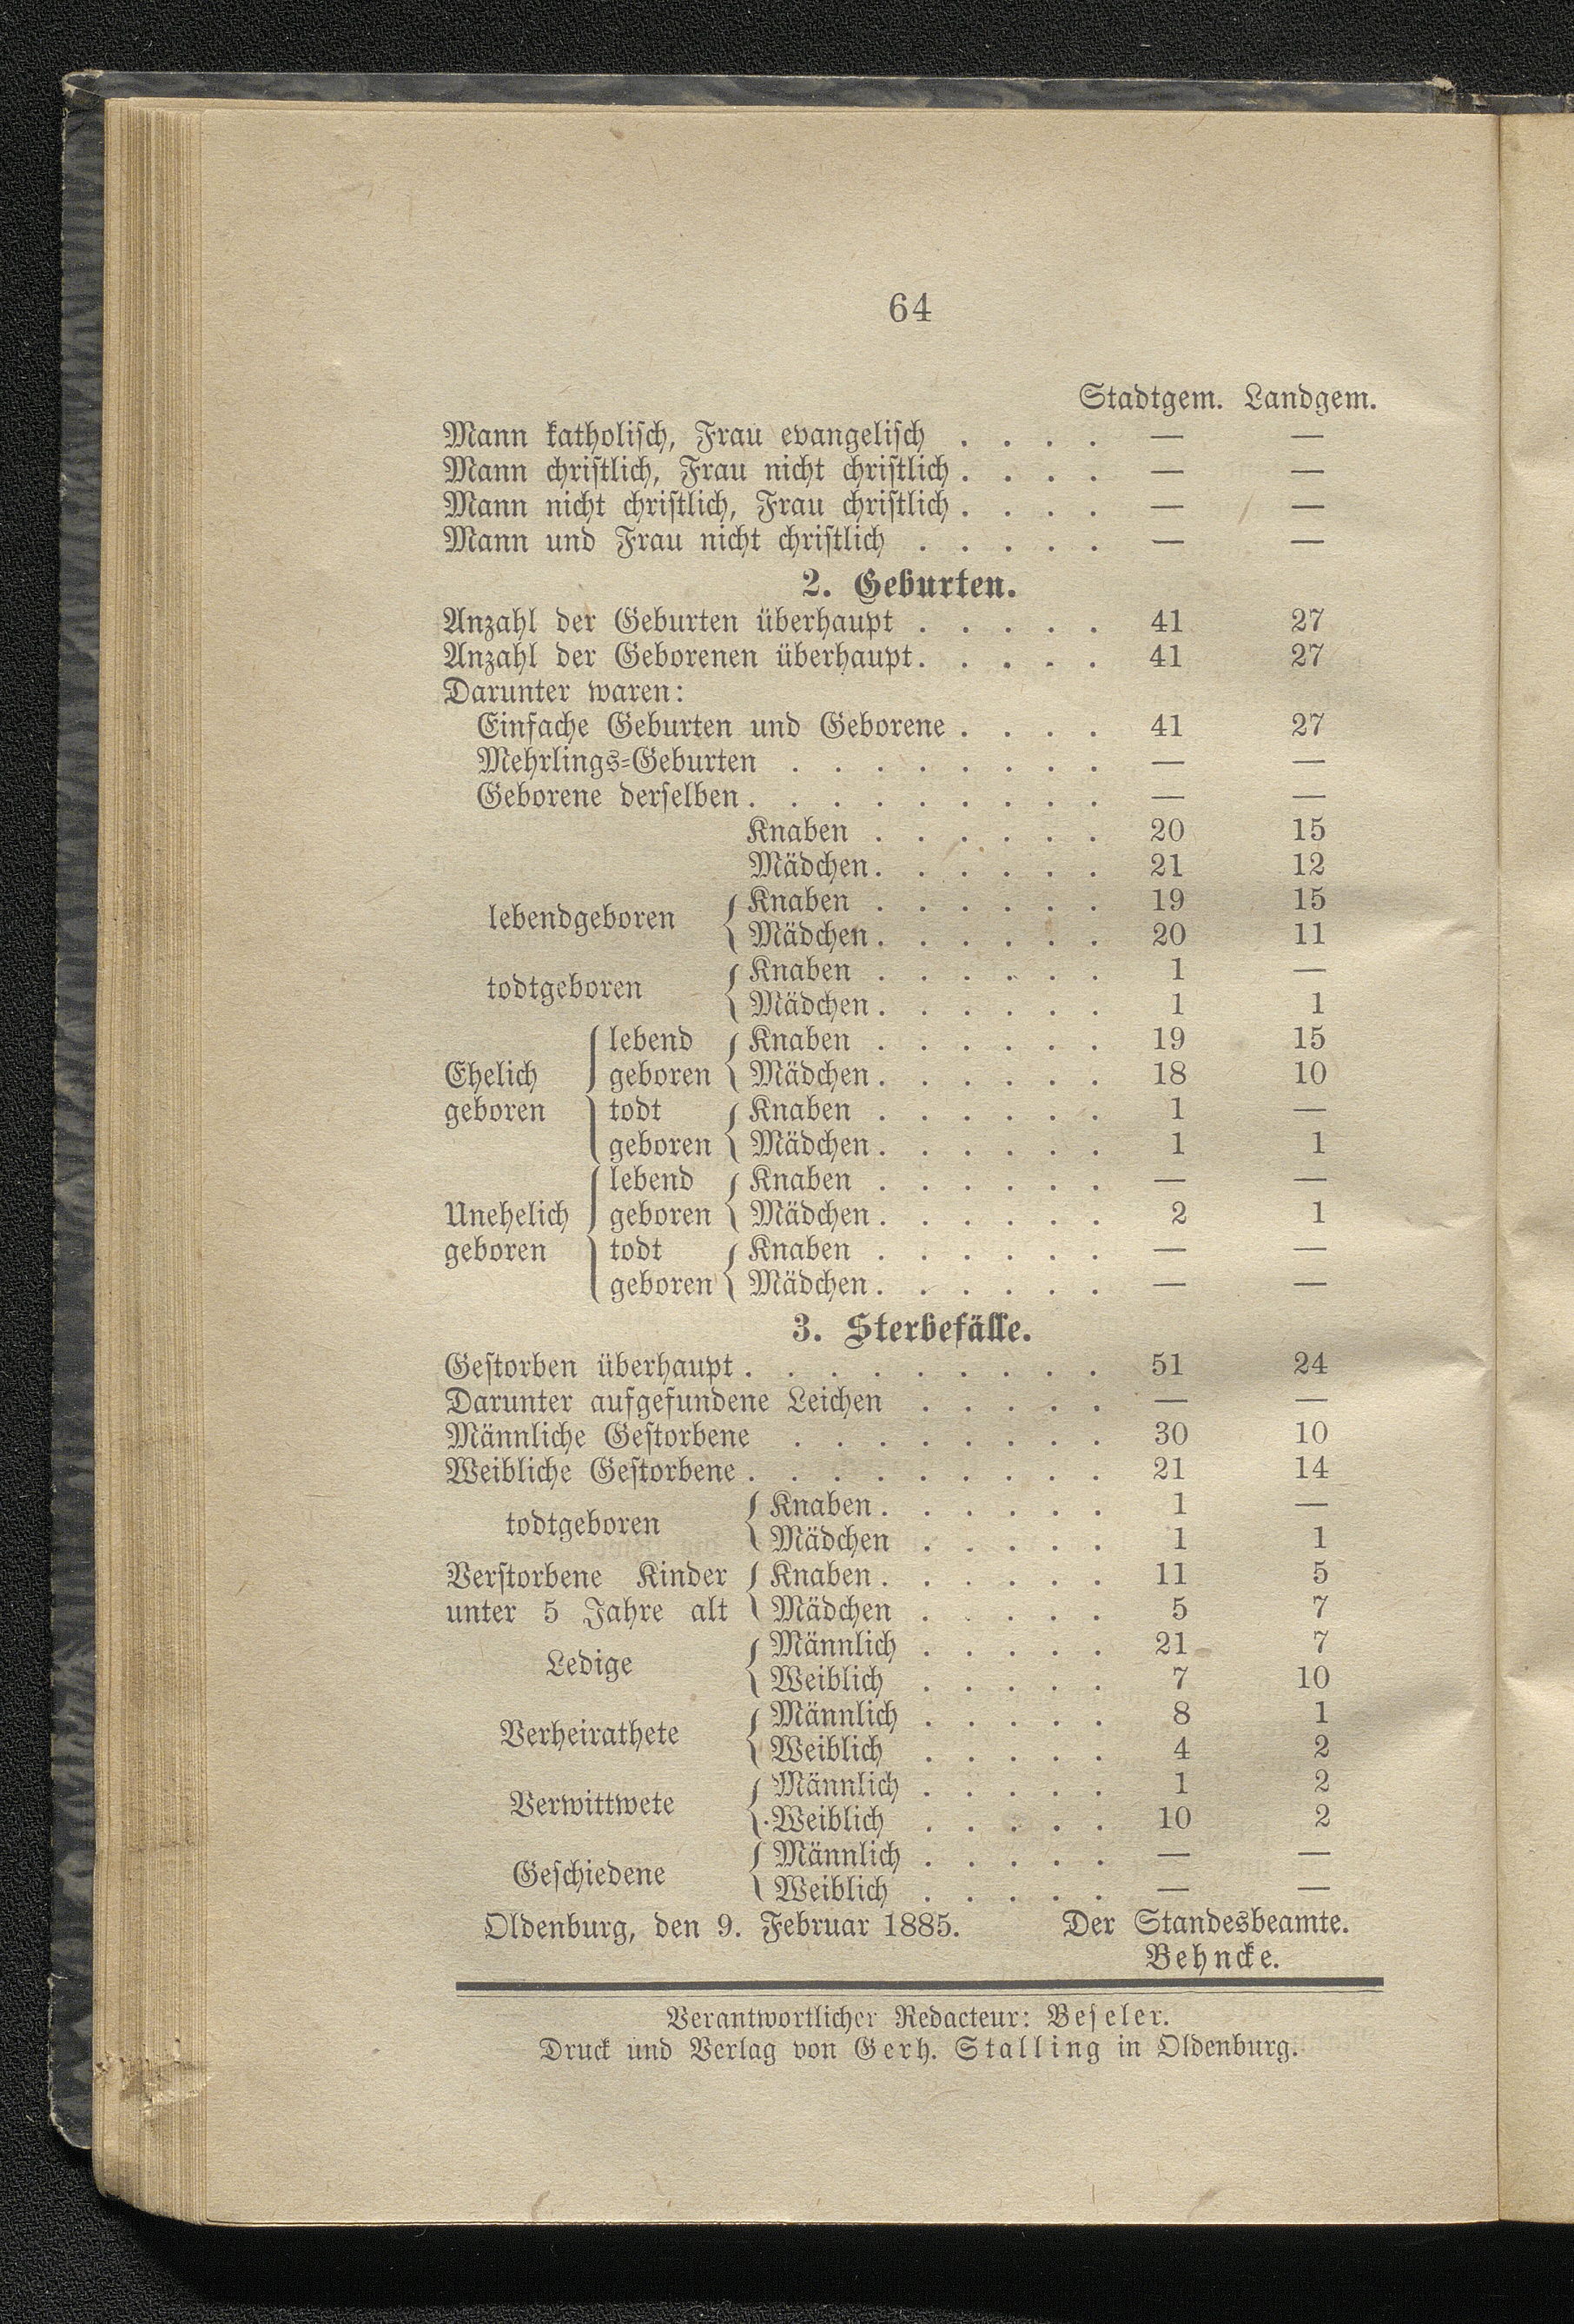 64
Stadtgem. Landgem.
Mann katholisch, Frau evangelisch . . . . — —
Mann christlich, Frau nicht christlich . . . . — —
Mann nicht christlich, Frau christlich . . . . — —
Mann und Frau nicht christlich . . . . . — —
2. Geburten.
Anzahl der Geburten überhaupt . . . . . 41 27
Anzahl der Geborenen überhaupt . . . . . 41 27
Darunter waren:
Einfache Geburten und Geborene . . . . 41 27
Mehrlings-Geburten . . . . . . . . — —
Geborene derselben . . . . . . . . . — —
Knaben . . . . . . 20 15
Mädchen . . . . . . 21 12
lebendgeboren { Knaben . . . . . . 19 15
Mädchen . . . . . . 20 11
todtgeboren { Knaben . . . . . . 1 —
Mädchen . . . . . . 1 1
lebend { Knaben . . . . . . 19 15
Ehelich { geboren Mädchen . . . . . . 18 10
geboren todt { Knaben . . . . . . 1 —
geboren Mädchen . . . . . . 1 1
lebend { Knaben . . . . . . — —
Unehelich { geboren Mädchen . . . . . . 2 1
geboren todt { Knaben . . . . . . — —
geboren Mädchen . . . . . . — —
3. Sterbefälle.
Gestorben überhaupt . . . . . . . . . 51 24
Darunter aufgefundene Leichen . . . . . — —
Männliche Gestorbene . . . . . . . . 30 10
Weibliche Gestorbene . . . . . . . . . 21 14
todtgeboren { Knaben . . . . . . 1 —
Mädchen . . . . . 1 1
Verstorbene Kinder { Knaben . . . . . . 11 5
unter 5 Jahre alt Mädchen . . . . . 5 7
Ledige { Männlich . . . . . 21 7
Weiblich . . . . . 7 10
Verheirathete { Männlich . . . . . 8 1
Weiblich . . . . . 4 2
Verwittwete { Männlich . . . . . 1 2
Weiblich . . . . . 10 2
Geschiedene { Männlich . . . . . — —
Weiblich . . . . . — —
Oldenburg, den 9. Februar 1885. Der Standesbeamte.
Behncke.
Verantwortlicher Redacteur: Beseler.
Druck und Verlag von Gerh. Stalling in Oldenburg.